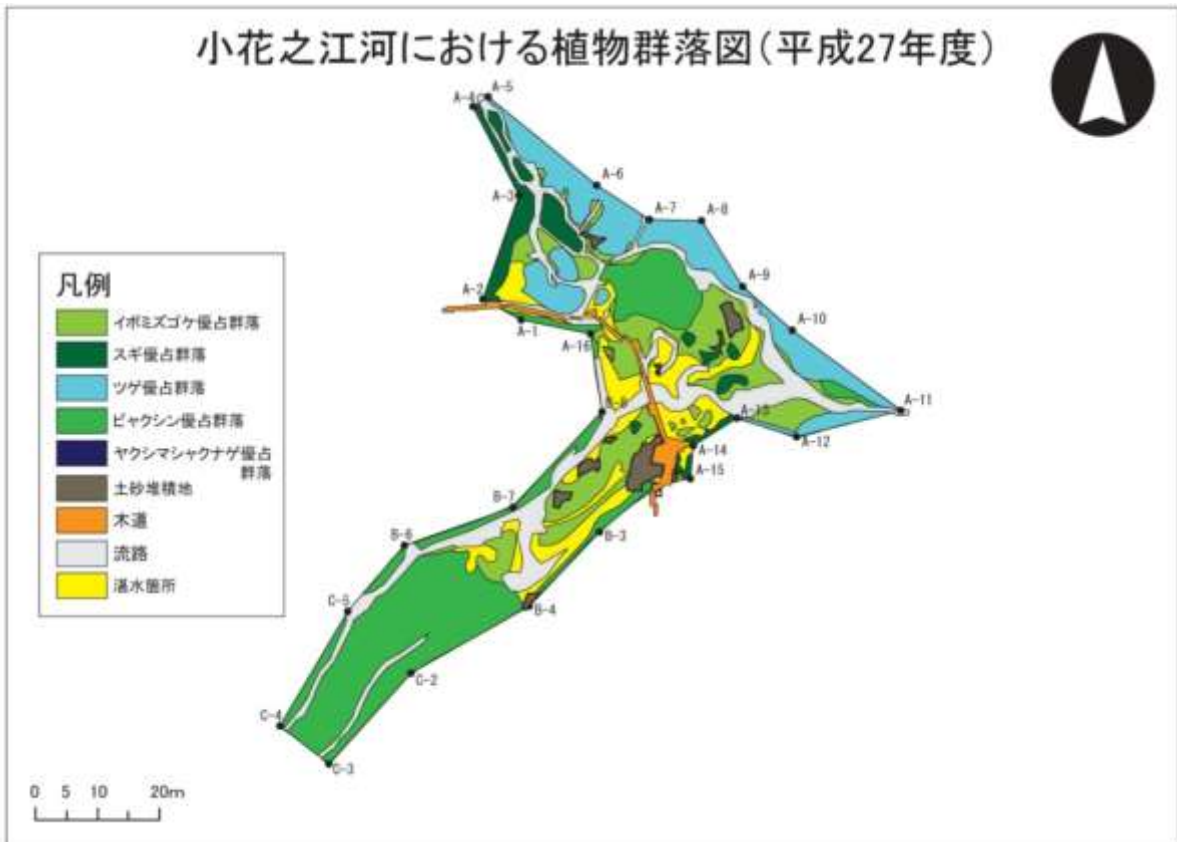 小花之江河における植物群落図(平成27年度)
A-5
A-4
A-6
A-3
A-7
A-8
凡例
イボミズゴケ優占群落
スギ優占群落
ツゲ優占群落
ビャクシン優占群落
ヤクシマシャクナゲ優占
群落
土砂堆積地
木道
流路
湛水箇所
A-9
A-2
A-1
A-10
A-16
A-11
B-8
A-13
A-12
A-14
A-15
B-7
B-3
B-6
C-5
B-4
C-2
C-4
C-3
0 5 10 20m